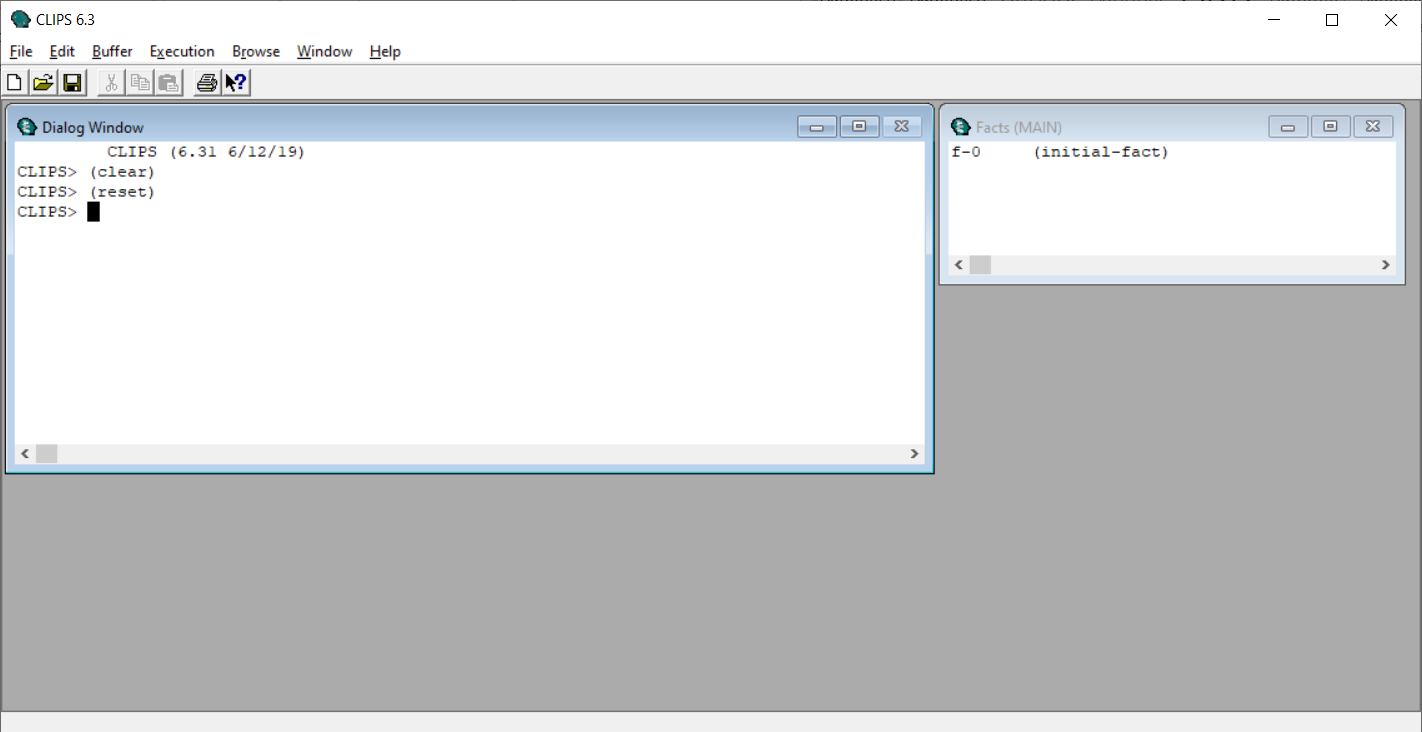 CLIPS 6.3
File Edit Buffer Execution Browse Window Help
Dialog Window
CLIPS (6.31 6/12/19)
CLIPS> (clear)
CLIPS> (reset)
CLIPS>
Facts (MAIN)
f-0 (initial-fact)